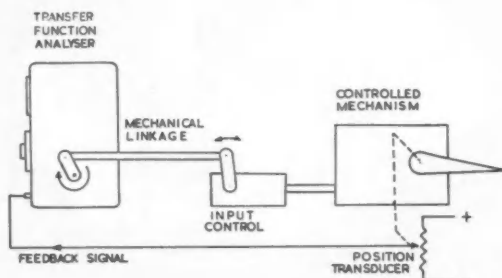 TRANSFER
FUNCTION
ANALYSER
MECHANICAL
LINKAGE
CONTROLLED
MECHANISM
INPUT
CONTROL
+
FEEDBACK SIGNAL
POSITION
TRANSDUCER